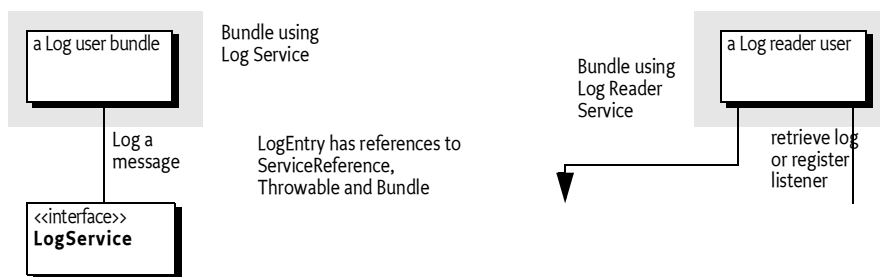 a Log user bundle
Bundle using
Log Service
a Log reader user
Bundle using
Log Reader
Service
Log a
message
LogEntry has references to
ServiceReference,
Throwable and Bundle
retrieve log
or register
listener
<<interface>>
LogService